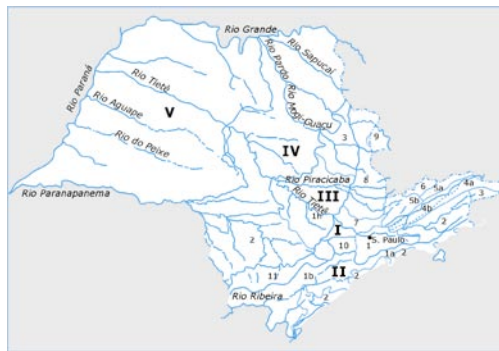 Rio Grande
Rio Sapucaí
Rio Pardo
Rio Mogi-Guaçu
Rio Paraná
Rio Tietê
Rio Aguapé
V
Rio do Peixe
IV
3
9
Rio Paranapanema
Rio Piracicaba
8
III
Rio Tietê
1h
6
5a
4a
3
5b
4b
2
7
I
S. Paulo
2
10
1
1a
2
11
1b
II
2
Rio Ribeira
2